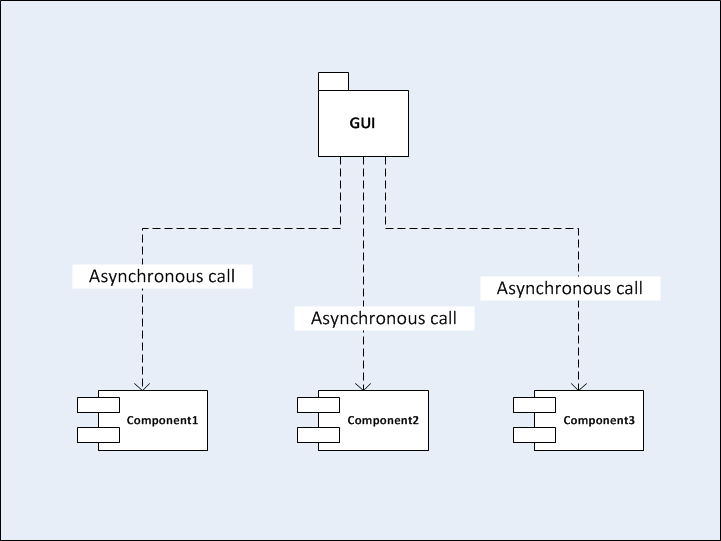 GUI
Asynchronous call
Asynchronous call
Asynchronous call
Component1
Component2
Component3